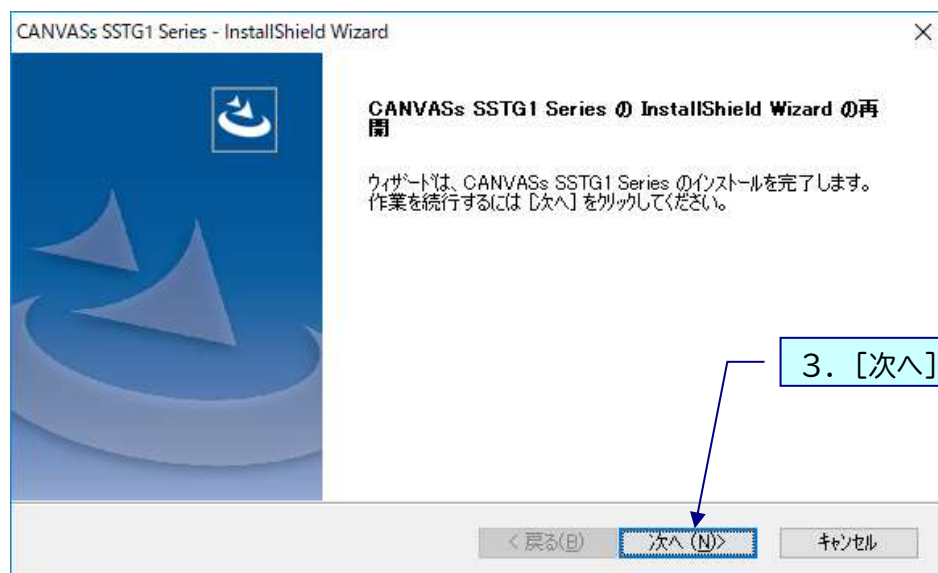 CANVASs SSTG1 Series - InstallShield Wizard
CANVASs SSTG1 Series の InstallShield Wizard の再
開
ウィザードは、CANVASs SSTG1 Series のインストールを完了します。
作業を続行するには [次へ] をクリックしてください。
3. [次へ]
< 戻る(B)
次へ (N)>
キャンセル